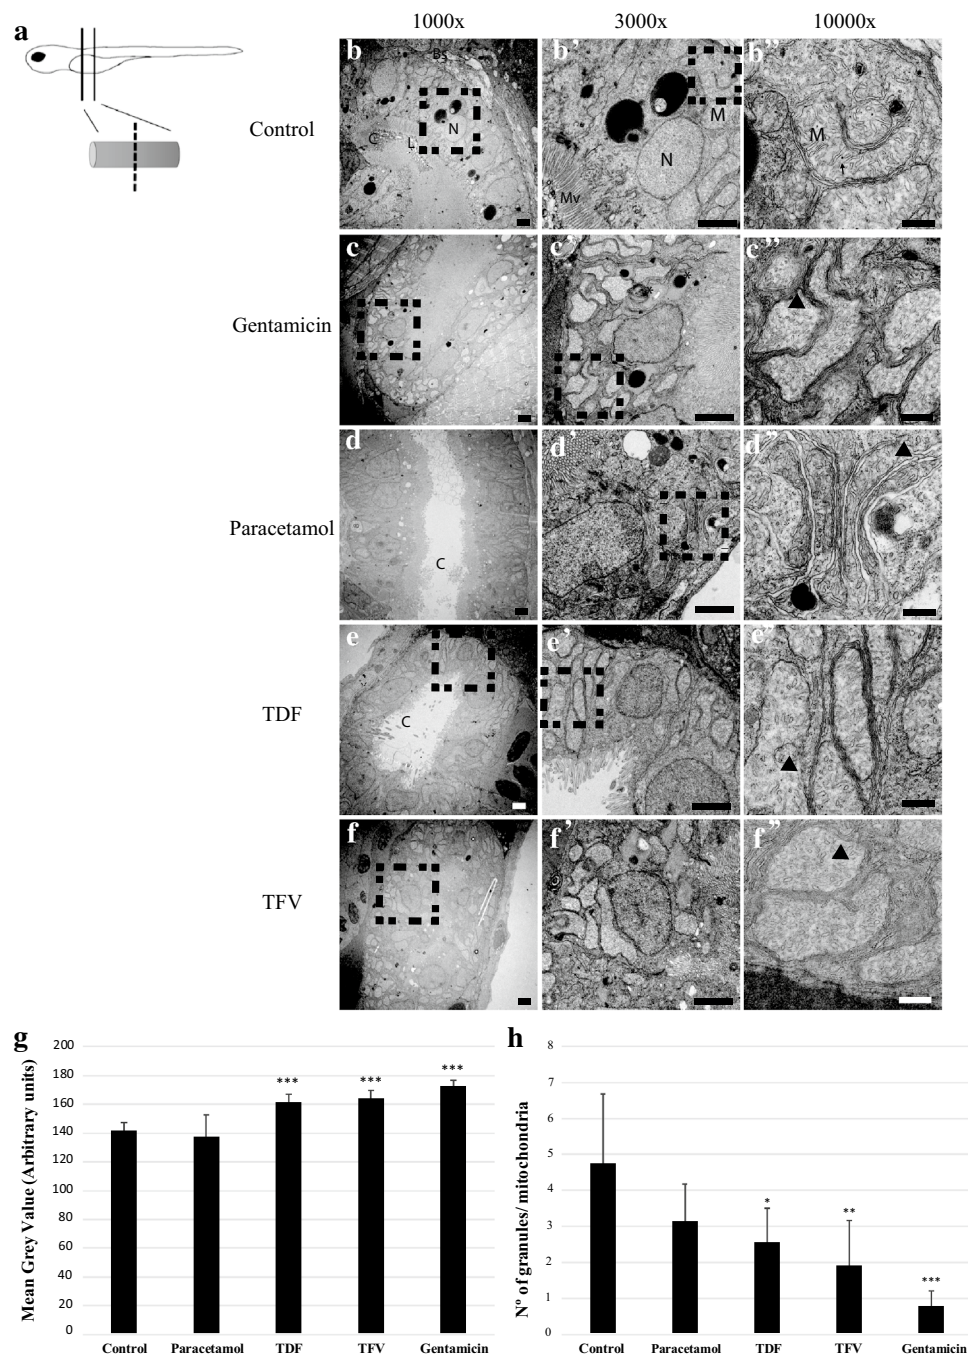 a
1000x 3000x 10000x
Control
b Bs N C L
b' M N Mv
b'' M
Gentamicin
c
c' * *
c''
Paracetamol
d C
d'
d''
TDF
e C
e'
e''
TFV
f
f'
f''
g
Mean Grey Value (Arbitrary units)
200
180
160
140
120
100
80
60
40
20
0
*** *** ***
Control Paracetamol TDF TFV Gentamicin
h
Nº of granules/ mitochondria
8
7
6
5
4
3
2
1
0
* ** ***
Control Paracetamol TDF TFV Gentamicin